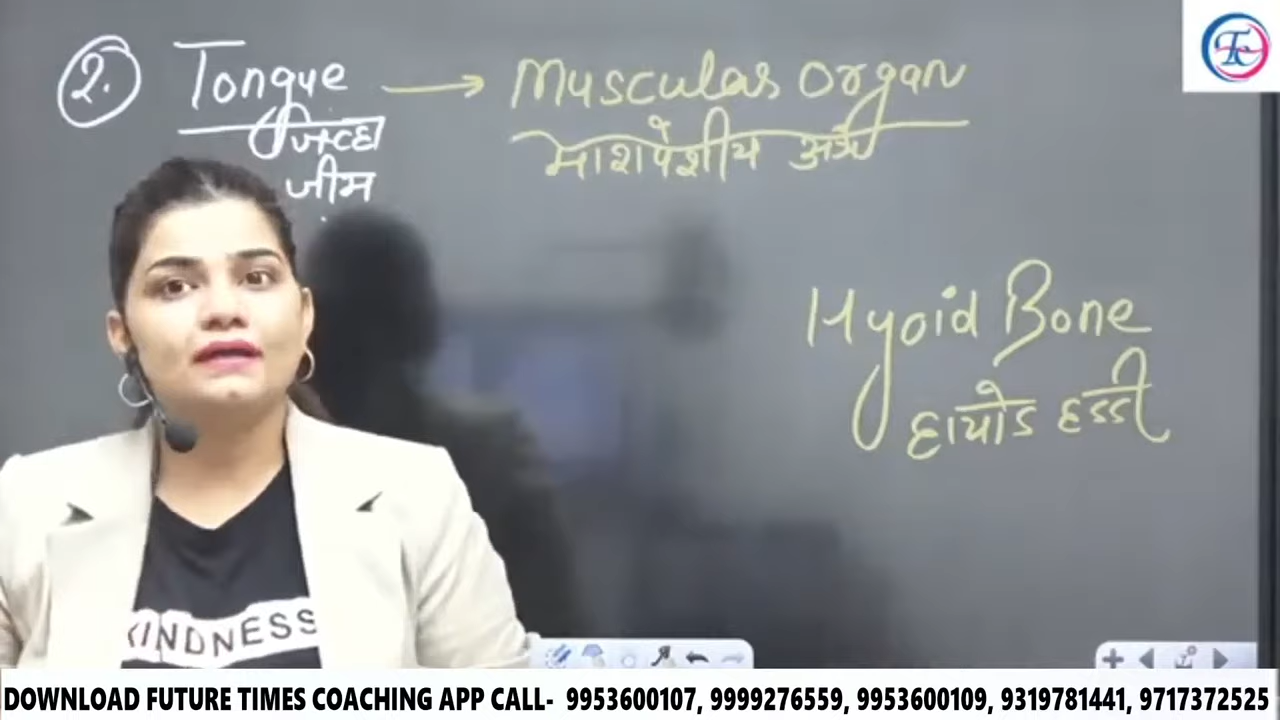 2. Tongue → Muscular Organ
जिव्हा
जीभ
माशपेशीय अंग
Hyoid Bone
हायोड हड्डी
KINDNESS
DOWNLOAD FUTURE TIMES COACHING APP CALL- 9953600107, 9999276559, 9953600109, 9319781441, 9717372525